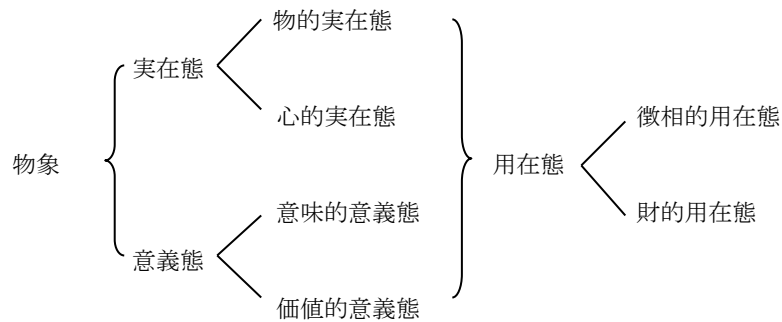 物象
実在態
物的実在態
心的実在態
意義態
意味的意義態
価値的意義態
用在態
徴相的用在態
財的用在態